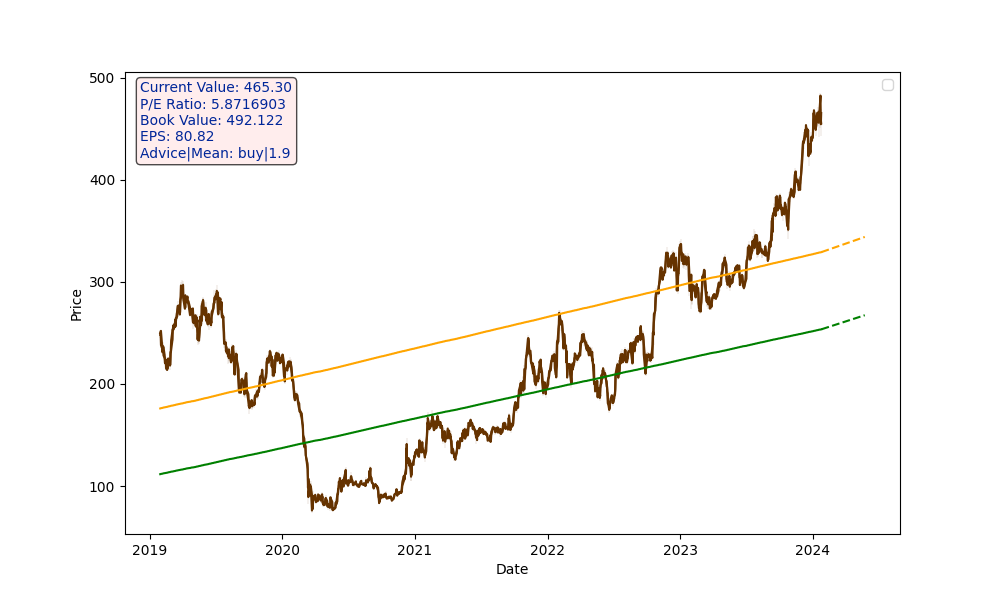 Current Value: 465.30
P/E Ratio: 5.8716903
Book Value: 492.122
EPS: 80.82
Advice|Mean: buy|1.9
500
400
300
200
100
Price
2019 2020 2021 2022 2023 2024
Date